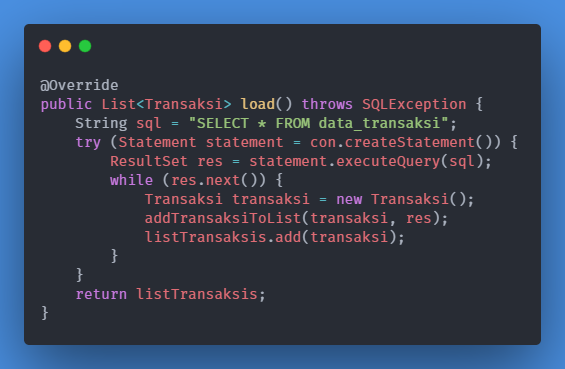 @Override
public List<Transaksi> load() throws SQLException {
    String sql = "SELECT * FROM data_transaksi";
    try (Statement statement = con.createStatement()) {
        ResultSet res = statement.executeQuery(sql);
        while (res.next()) {
            Transaksi transaksi = new Transaksi();
            addTransaksiToList(transaksi, res);
            listTransaksis.add(transaksi);
        }
    }
    return listTransaksis;
}